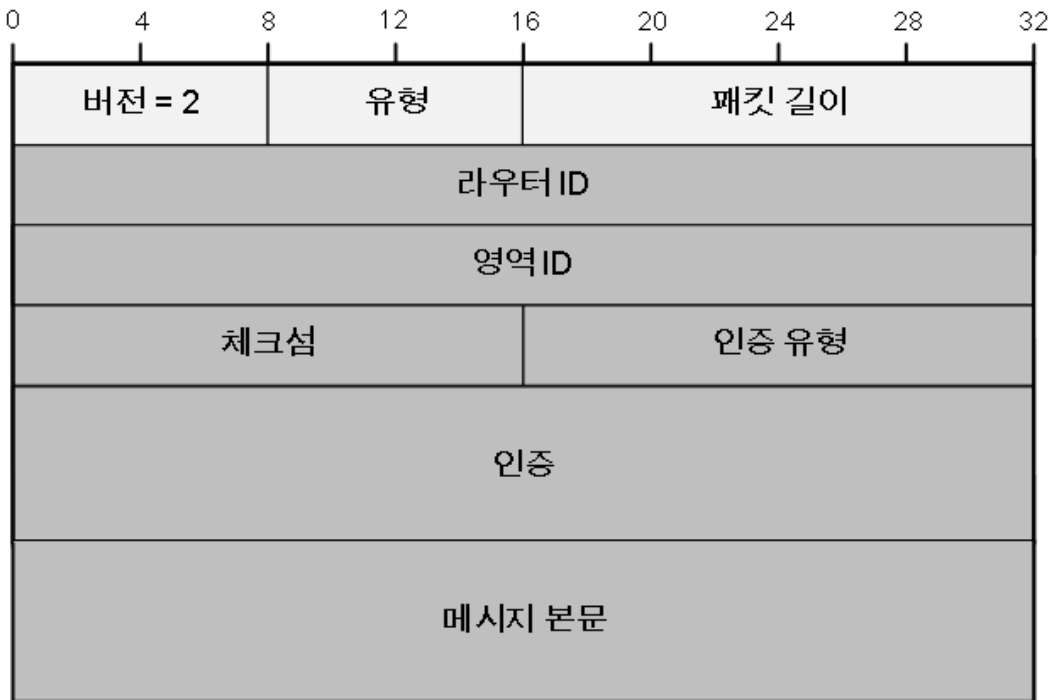 0 4 8 12 16 20 24 28 32
버전 = 2 유형 패킷 길이
라우터 ID
영역 ID
체크섬 인증 유형
인증
메시지 본문